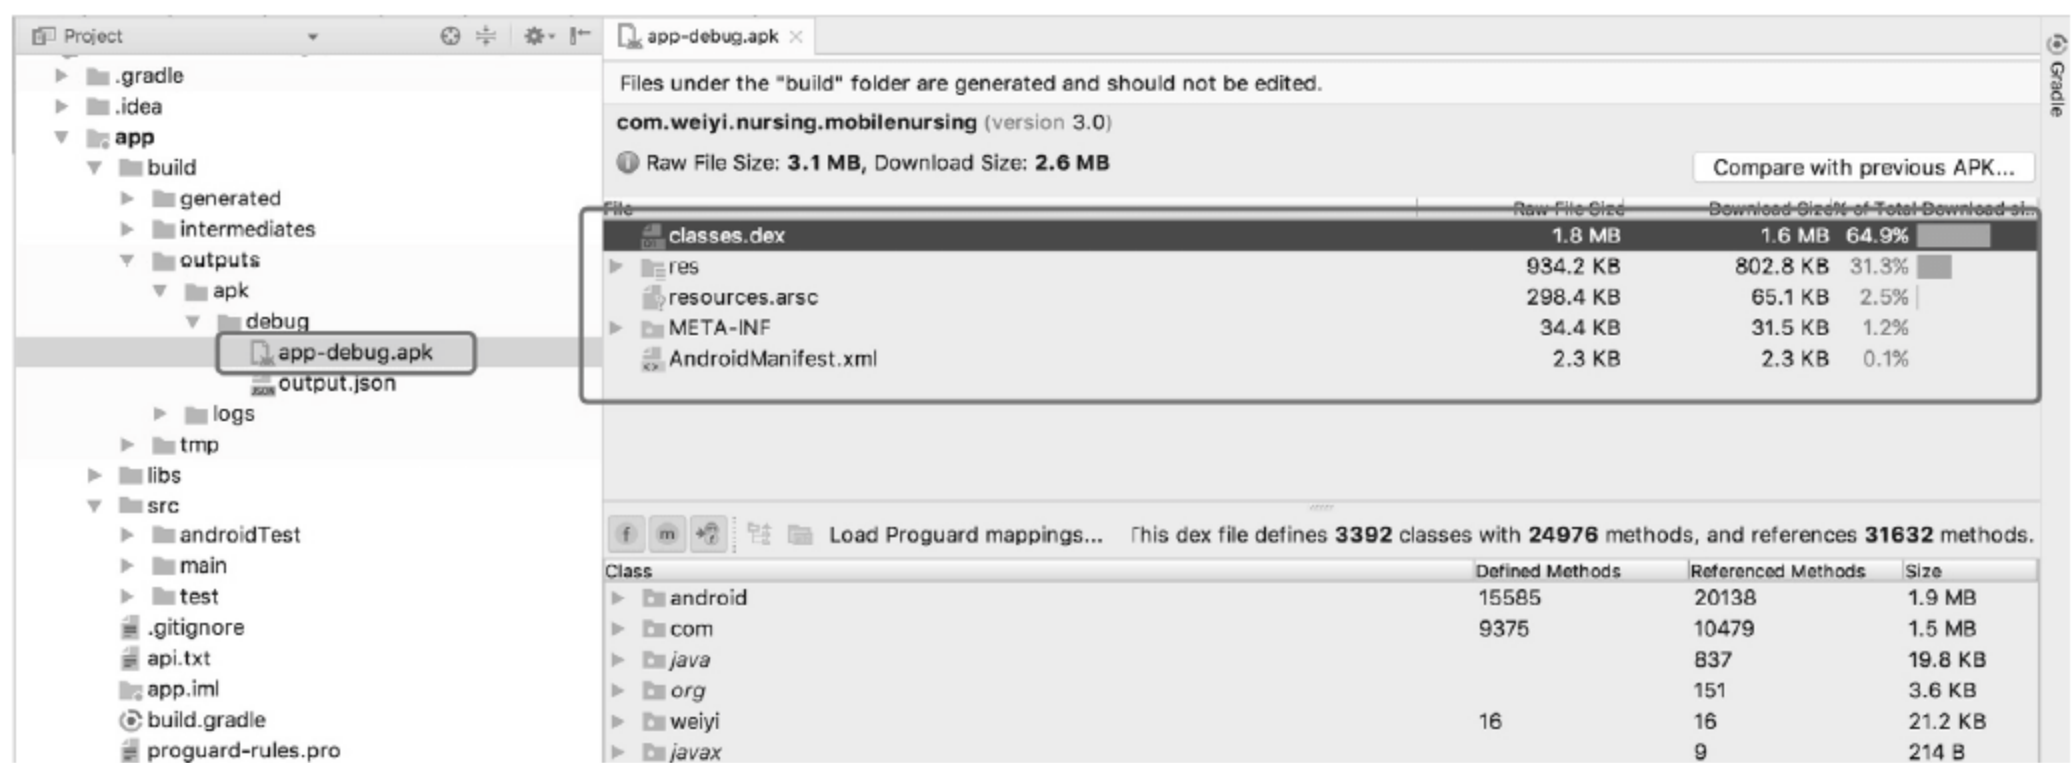 Project
.gradle
.idea
app
build
generated
intermediates
outputs
apk
debug
app-debug.apk
output.json
logs
tmp
libs
src
androidTest
main
test
.gitignore
api.txt
app.iml
build.gradle
proguard-rules.pro
app-debug.apk
Files under the "build" folder are generated and should not be edited.
com.weiyi.nursing.mobilenursing (version 3.0)
Raw File Size: 3.1 MB, Download Size: 2.6 MB
Compare with previous APK...
File Raw File Size Download Size % of Total Download si...
classes.dex 1.8 MB 1.6 MB 64.9%
res 934.2 KB 802.8 KB 31.3%
resources.arsc 298.4 KB 65.1 KB 2.5%
META-INF 34.4 KB 31.5 KB 1.2%
AndroidManifest.xml 2.3 KB 2.3 KB 0.1%
f m Load Proguard mappings... This dex file defines 3392 classes with 24976 methods, and references 31632 methods.
Class Defined Methods Referenced Methods Size
android 15585 20138 1.9 MB
com 9375 10479 1.5 MB
java 837 19.8 KB
org 151 3.6 KB
weiyi 16 16 21.2 KB
javax 9 214 B
Gradle